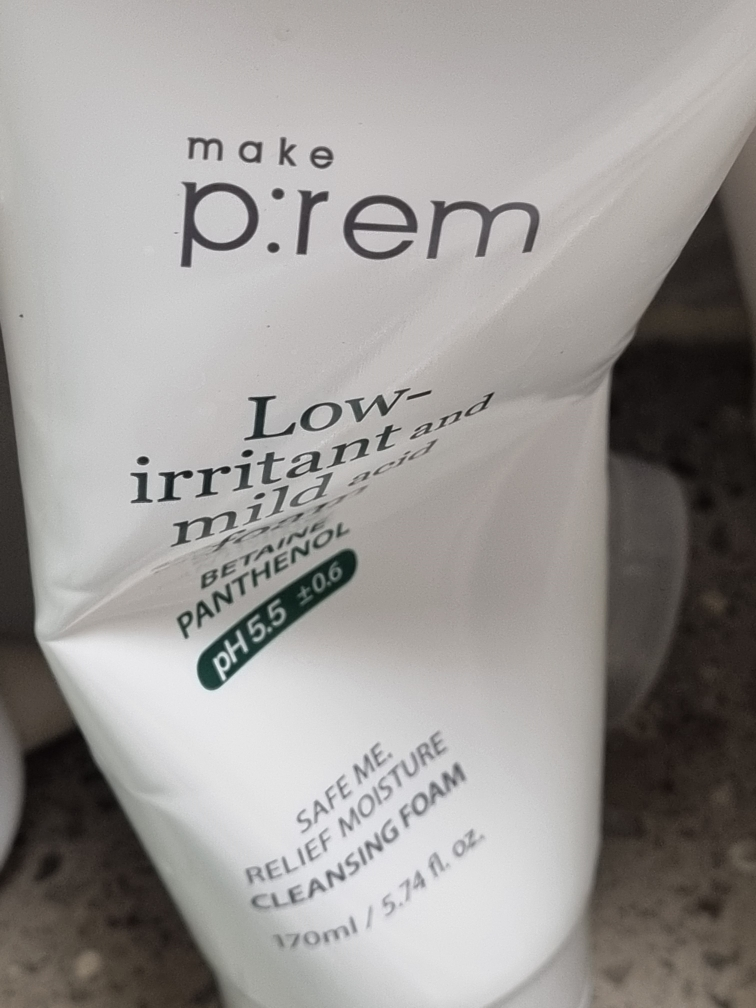 make
p:rem
Low-
irritant and
mild acid
foam
BETAINE
PANTHENOL
pH 5.5 ±0.6
SAFE ME.
RELIEF MOISTURE
CLEANSING FOAM
170ml / 5.74 fl. oz.